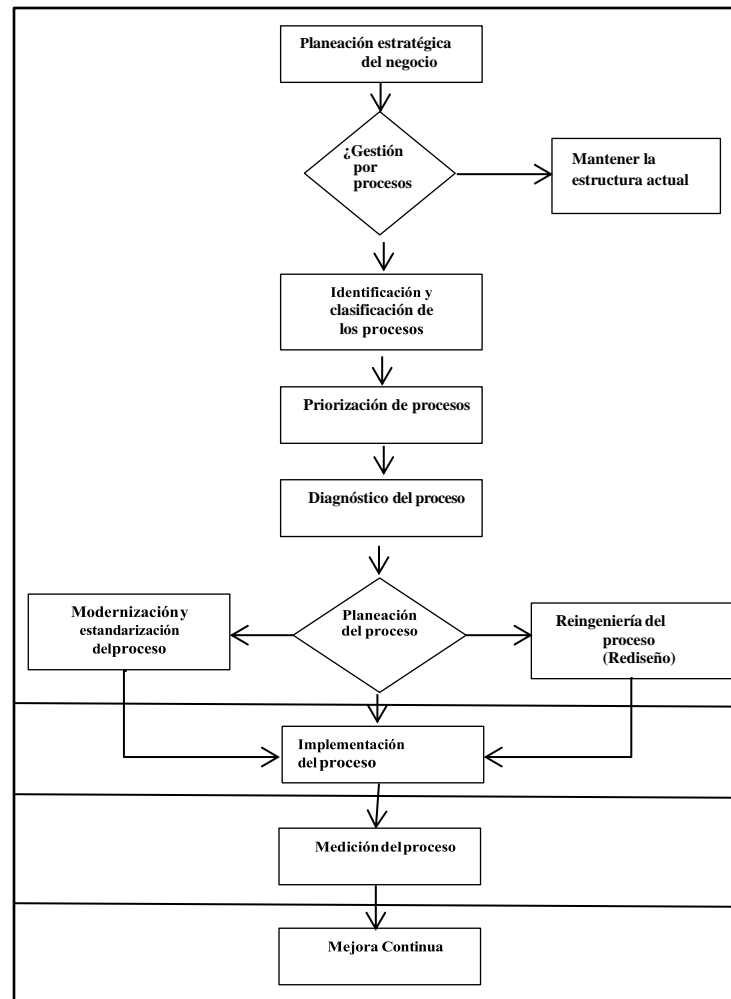 Planeación estratégica
del negocio
¿Gestión
por
procesos
Mantener la
estructura actual
Identificación y
clasificación de
los procesos
Priorización de procesos
Diagnóstico del proceso
Modernización y
estandarización
delproceso
Planeación
del proceso
Reingeniería del
proceso
(Rediseño)
Implementación
del proceso
Medición del proceso
Mejora Continua